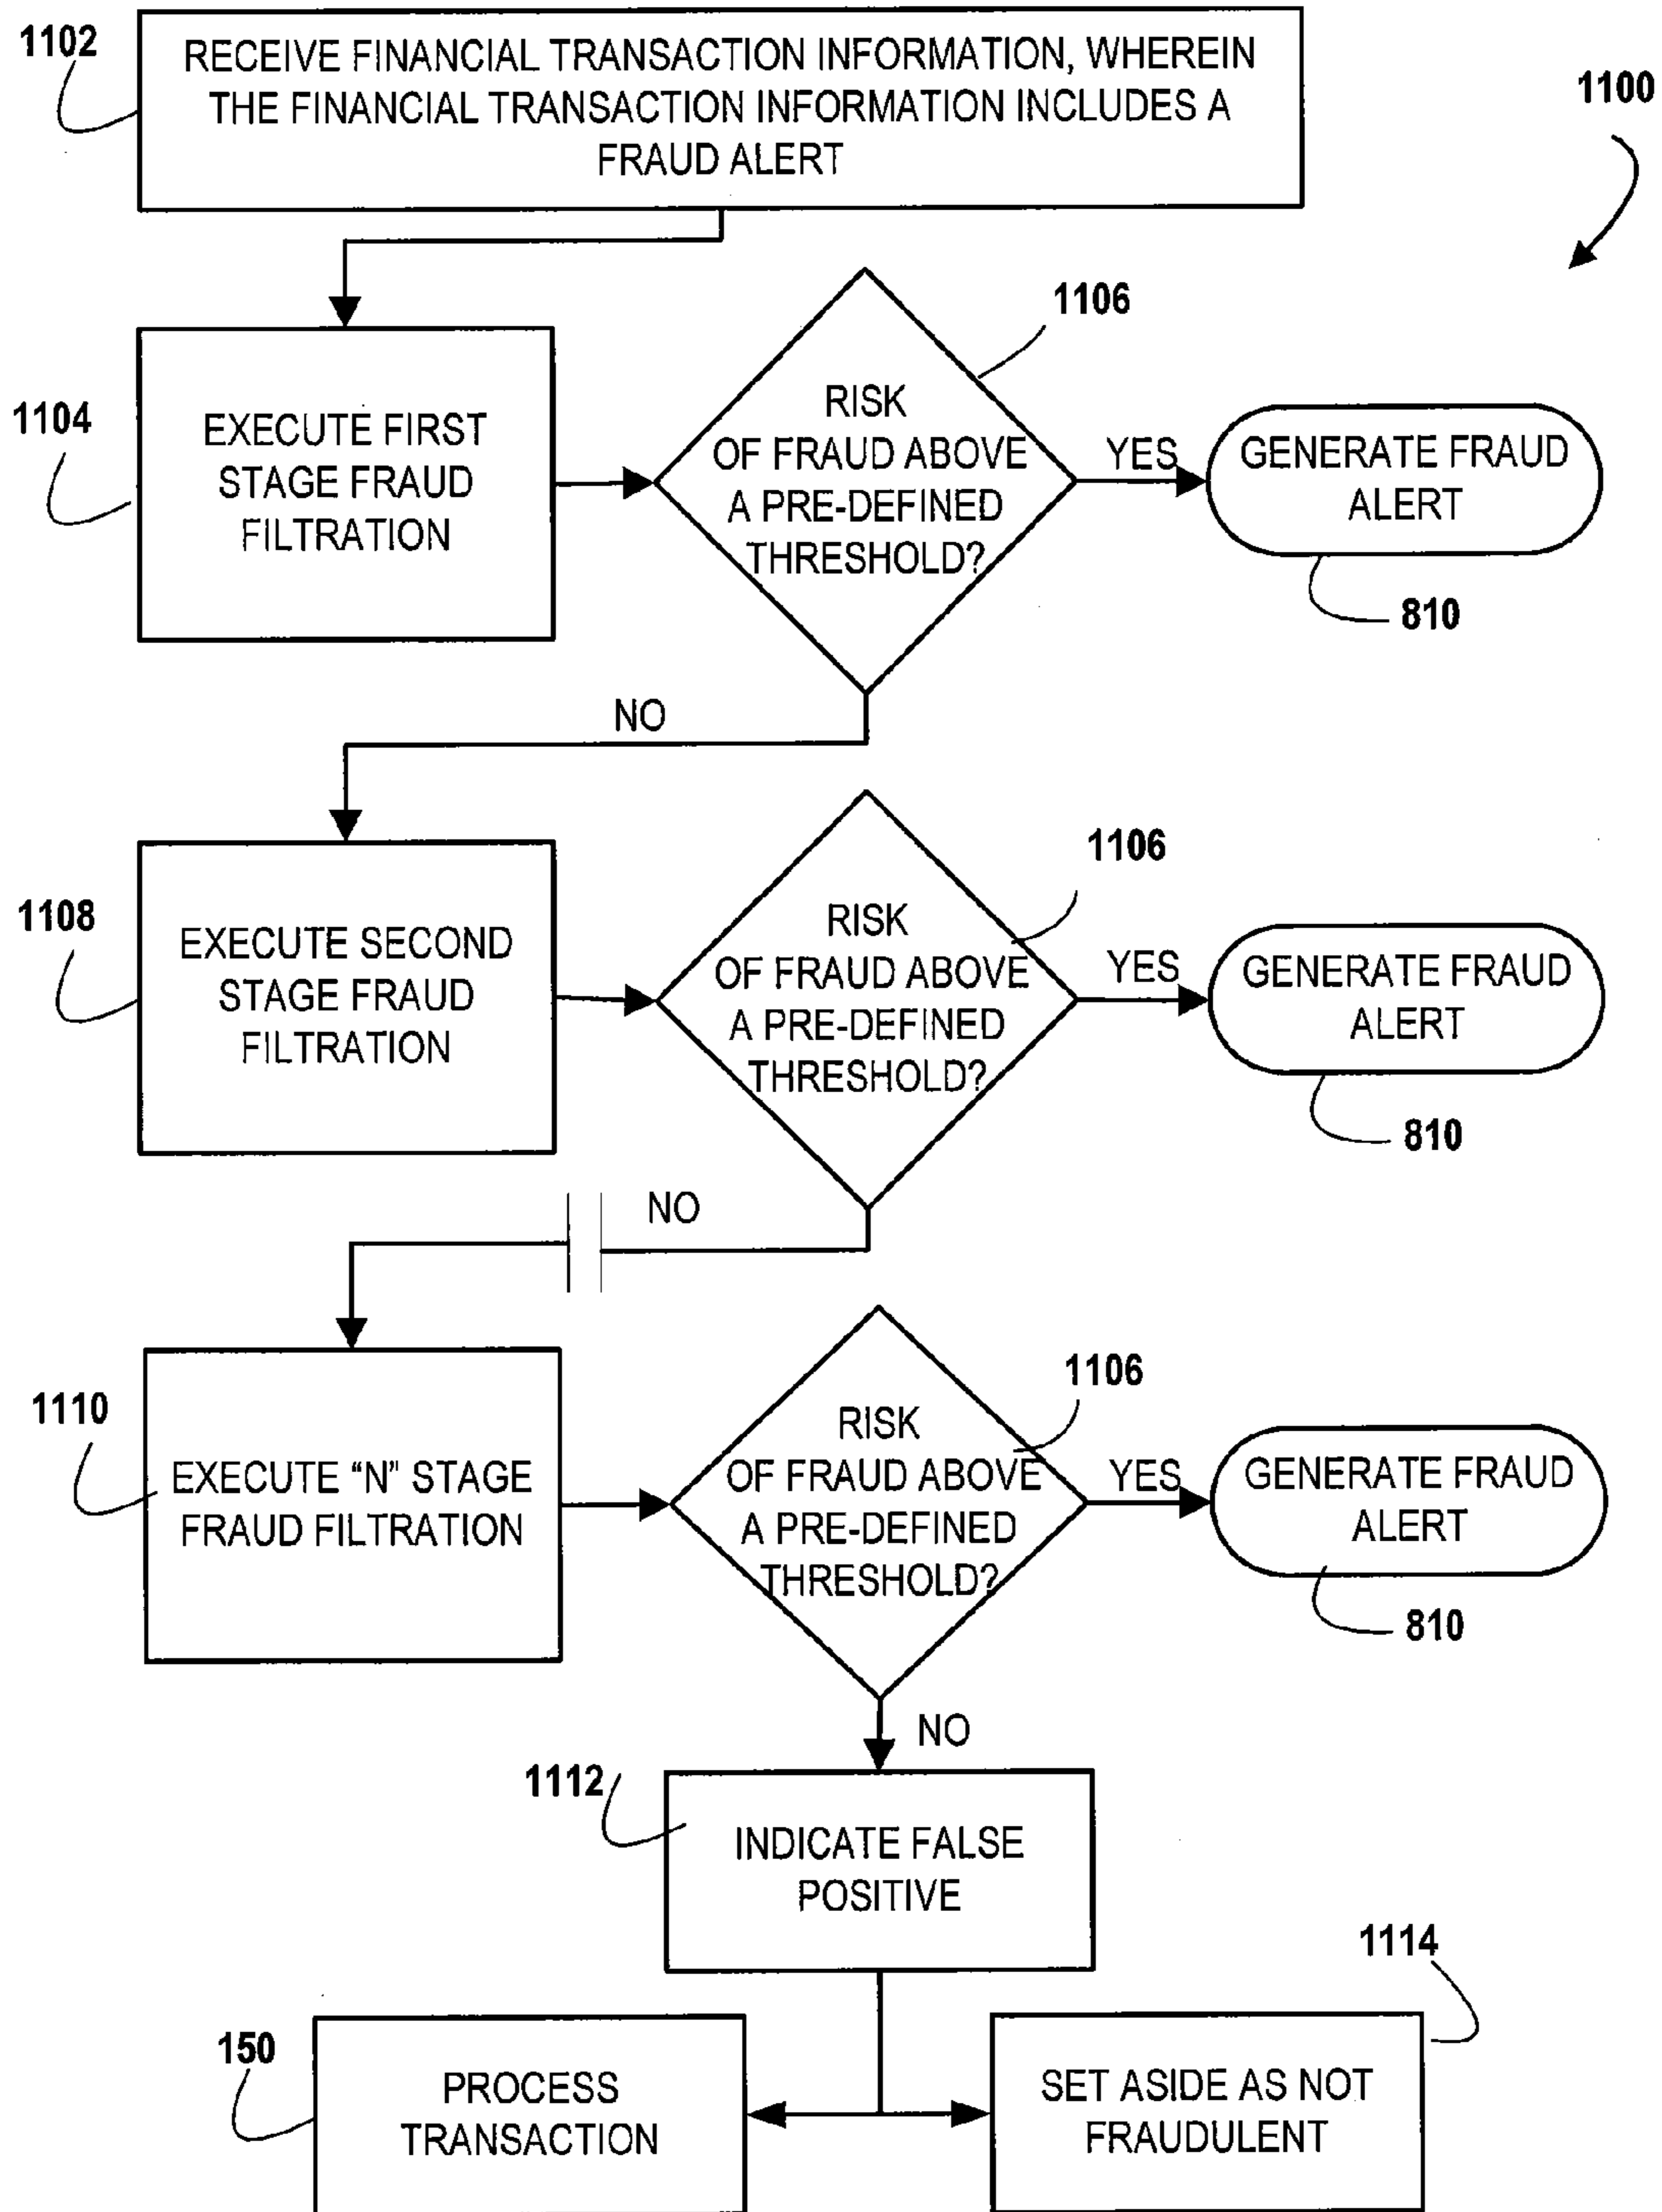 1102
RECEIVE FINANCIAL TRANSACTION INFORMATION, WHEREIN
THE FINANCIAL TRANSACTION INFORMATION INCLUDES A
FRAUD ALERT
1100
1104
EXECUTE FIRST
STAGE FRAUD
FILTRATION
1106
RISK
OF FRAUD ABOVE
A PRE-DEFINED
THRESHOLD?
YES
GENERATE FRAUD
ALERT
810
NO
1108
EXECUTE SECOND
STAGE FRAUD
FILTRATION
1106
RISK
OF FRAUD ABOVE
A PRE-DEFINED
THRESHOLD?
YES
GENERATE FRAUD
ALERT
810
NO
1110
EXECUTE “N” STAGE
FRAUD FILTRATION
1106
RISK
OF FRAUD ABOVE
A PRE-DEFINED
THRESHOLD?
YES
GENERATE FRAUD
ALERT
810
NO
1112
INDICATE FALSE
POSITIVE
150
PROCESS
TRANSACTION
1114
SET ASIDE AS NOT
FRAUDULENT